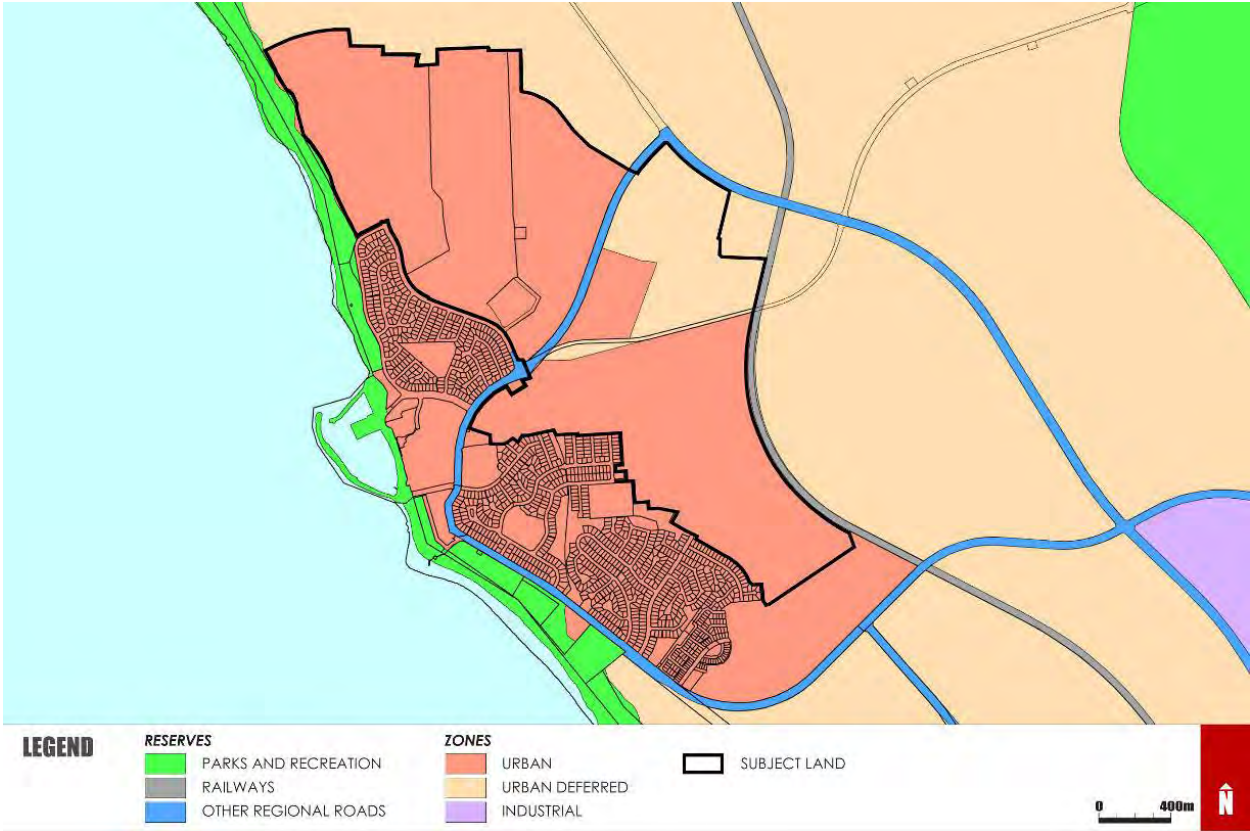 LEGEND
RESERVES
PARKS AND RECREATION
RAILWAYS
OTHER REGIONAL ROADS
ZONES
URBAN
URBAN DEFERRED
INDUSTRIAL
SUBJECT LAND
0 400m
N